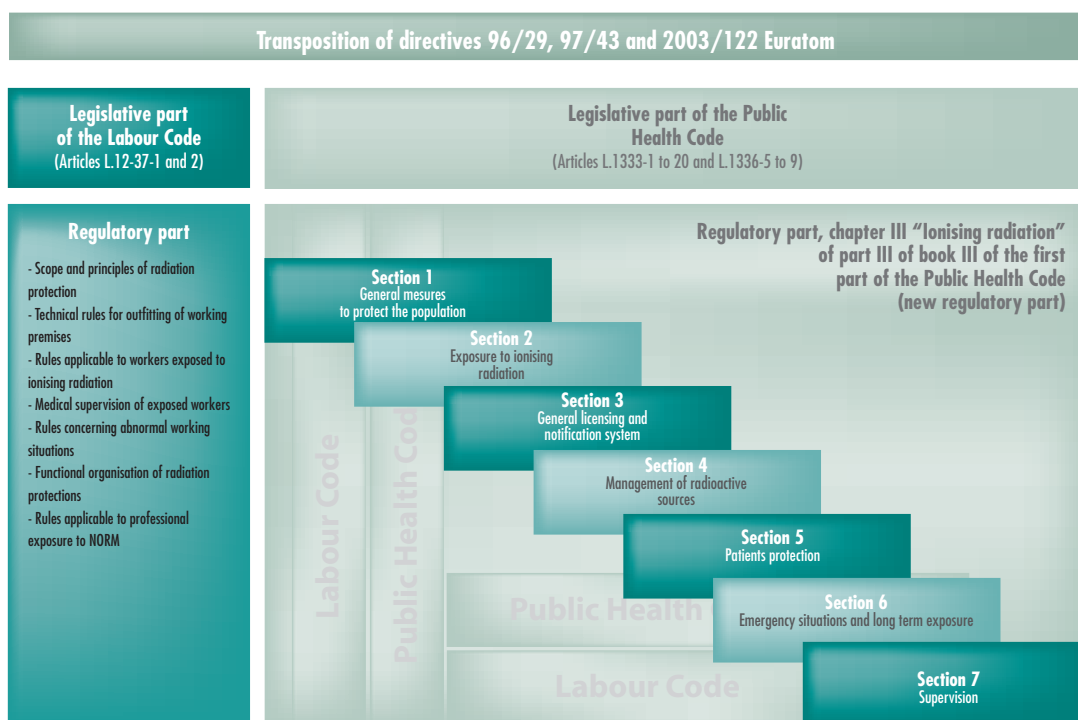 Transposition of directives 96/29, 97/43 and 2003/122 Euratom
Legislative part
of the Labour Code
(Articles L.12-37-1 and 2)
Legislative part of the Public
Health Code
(Articles L.1333-1 to 20 and L.1336-5 to 9)
Regulatory part
- Scope and principles of radiation
protection
- Technical rules for outfitting of working
premises
- Rules applicable to workers exposed to
ionising radiation
- Medical supervision of exposed workers
- Rules concerning abnormal working
situations
- Functional organisation of radiation
protections
- Rules applicable to professional
exposure to NORM
Regulatory part, chapter III “Ionising radiation”
of part III of book III of the first
part of the Public Health Code
(new regulatory part)
Section 1
General mesures
to protect the population
Section 2
Exposure to ionising
radiation
Section 3
General licensing and
notification system
Section 4
Management of radioactive
sources
Section 5
Patients protection
Section 6
Emergency situations and long term exposure
Section 7
Supervision
Labour Code
Public Health Cod
Public Health
Labour Code